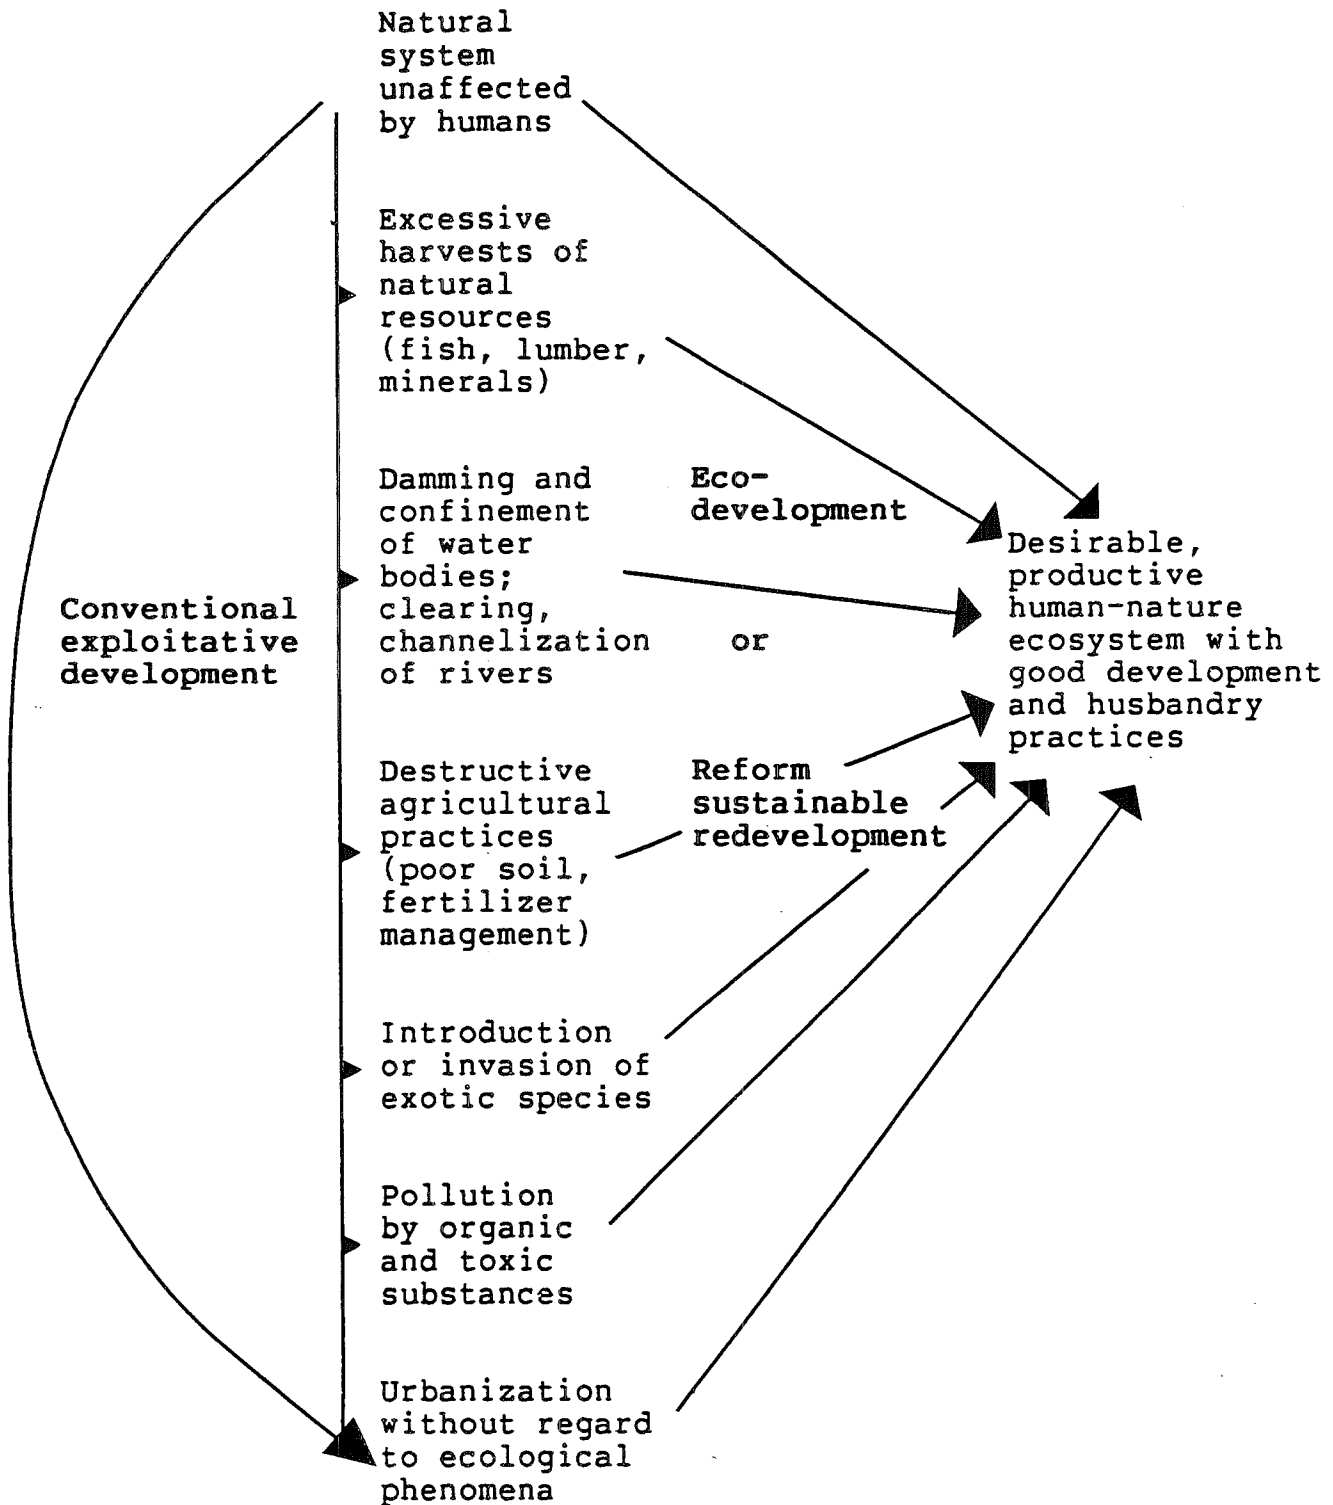 Natural
system
unaffected
by humans
Excessive
harvests of
natural
resources
(fish, lumber,
minerals)
Damming and
confinement
of water
bodies;
clearing,
channelization
of rivers
Eco-
development
or
Reform
sustainable
redevelopment
Conventional
exploitative
development
Desirable,
productive
human-nature
ecosystem with
good development
and husbandry
practices
Destructive
agricultural
practices
(poor soil,
fertilizer
management)
Introduction
or invasion of
exotic species
Pollution
by organic
and toxic
substances
Urbanization
without regard
to ecological
phenomena